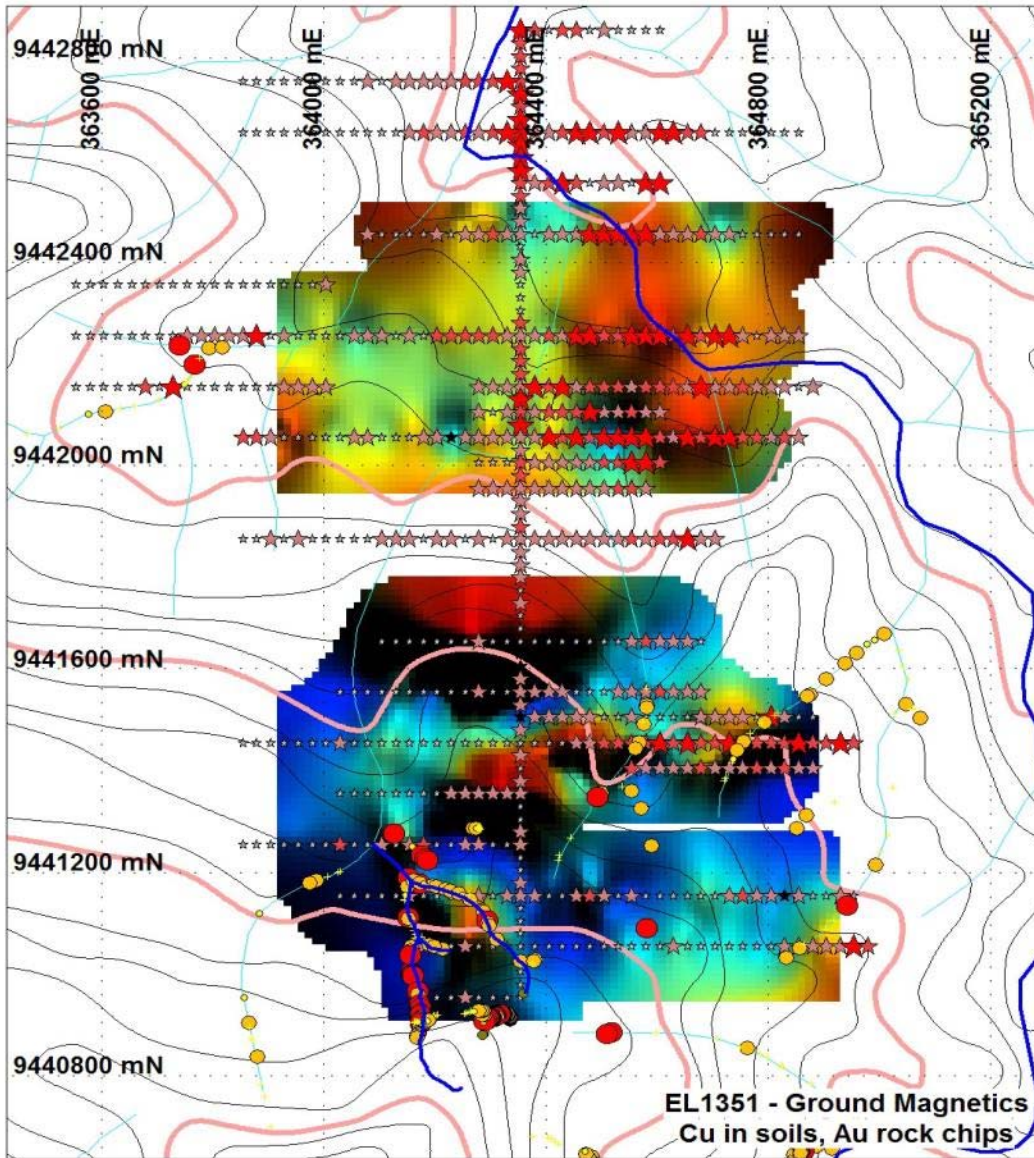 363600 mE
364000 mE
364400 mE
364800 mE
365200 mE
9442800 mN
9442400 mN
9442000 mN
9441600 mN
9441200 mN
9440800 mN
EL1351 - Ground Magnetics
Cu in soils, Au rock chips